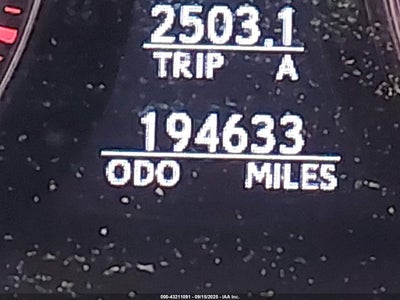 2503.1
TRIP A
194633
ODO MILES
000-43211091 - 09/15/2025 - IAA Inc.